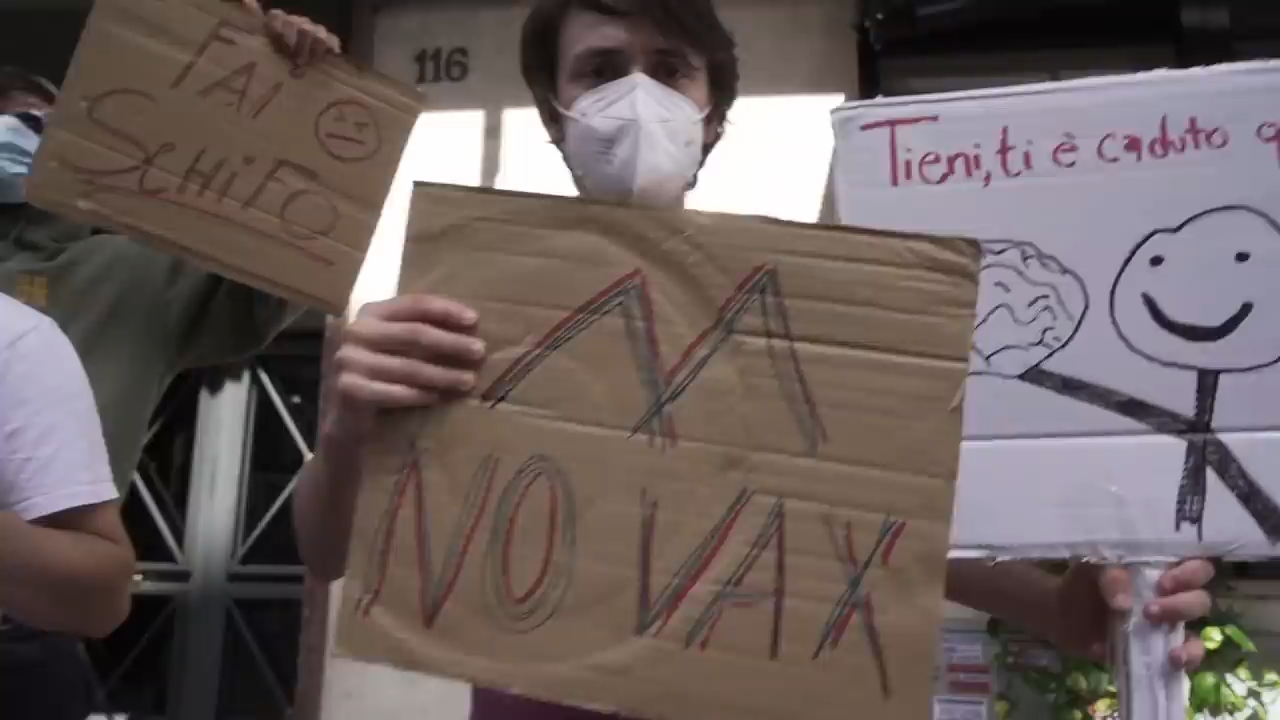 FAI
SCHIFO
116
M
NO VAX
Tieni, ti è caduto